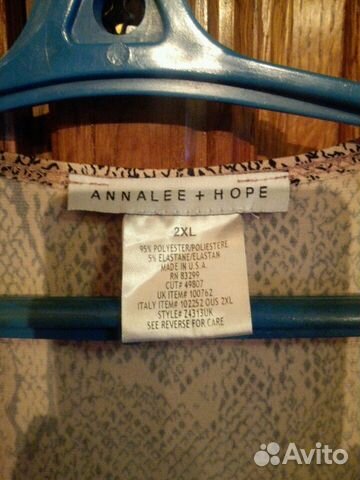 ANNALEE + HOPE
2XL
95% POLYESTER/POLIESTERE
5% ELASTANE/ELASTAN
MADE IN U.S.A.
RN 83299
CUT# 49807
UK ITEM# 100762
ITALY ITEM# 102252 OUS 2XL
STYLE# Z4313UK
SEE REVERSE FOR CARE
Avito